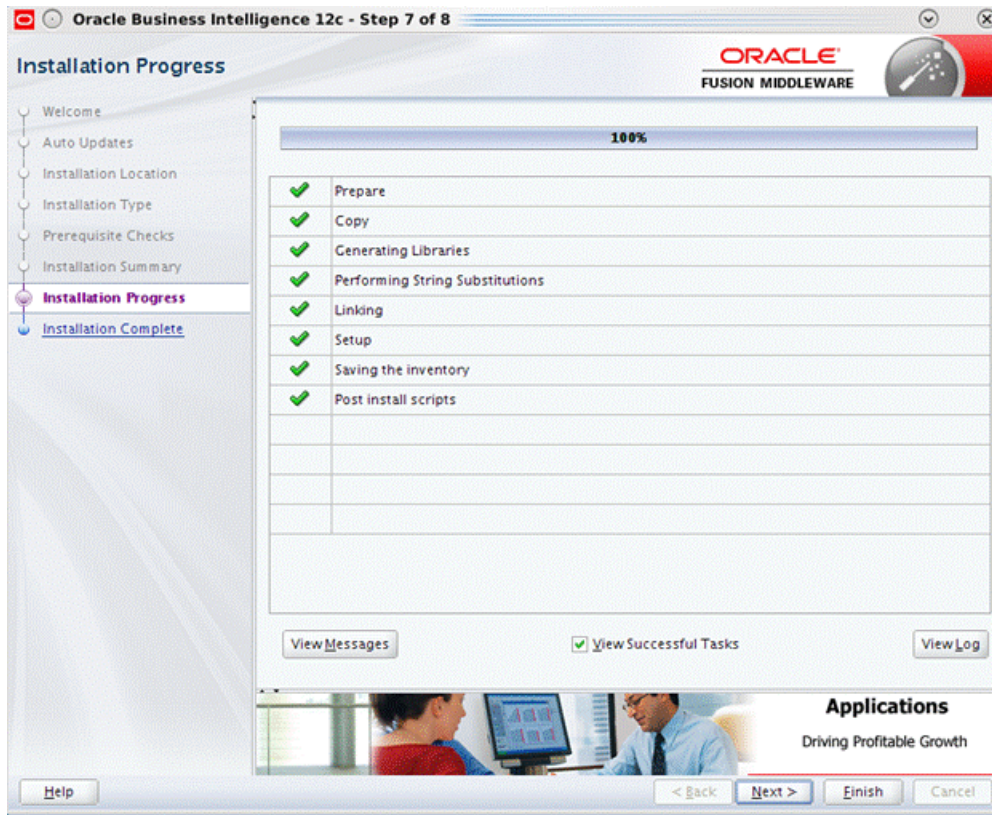 Oracle Business Intelligence 12c - Step 7 of 8
Installation Progress
ORACLE
FUSION MIDDLEWARE
Welcome
Auto Updates
Installation Location
Installation Type
Prerequisite Checks
Installation Summary
Installation Progress
Installation Complete
100%
Prepare
Copy
Generating Libraries
Performing String Substitutions
Linking
Setup
Saving the inventory
Post install scripts
View Messages
View Successful Tasks
View Log
Applications
Driving Profitable Growth
Help
< Back
Next >
Finish
Cancel